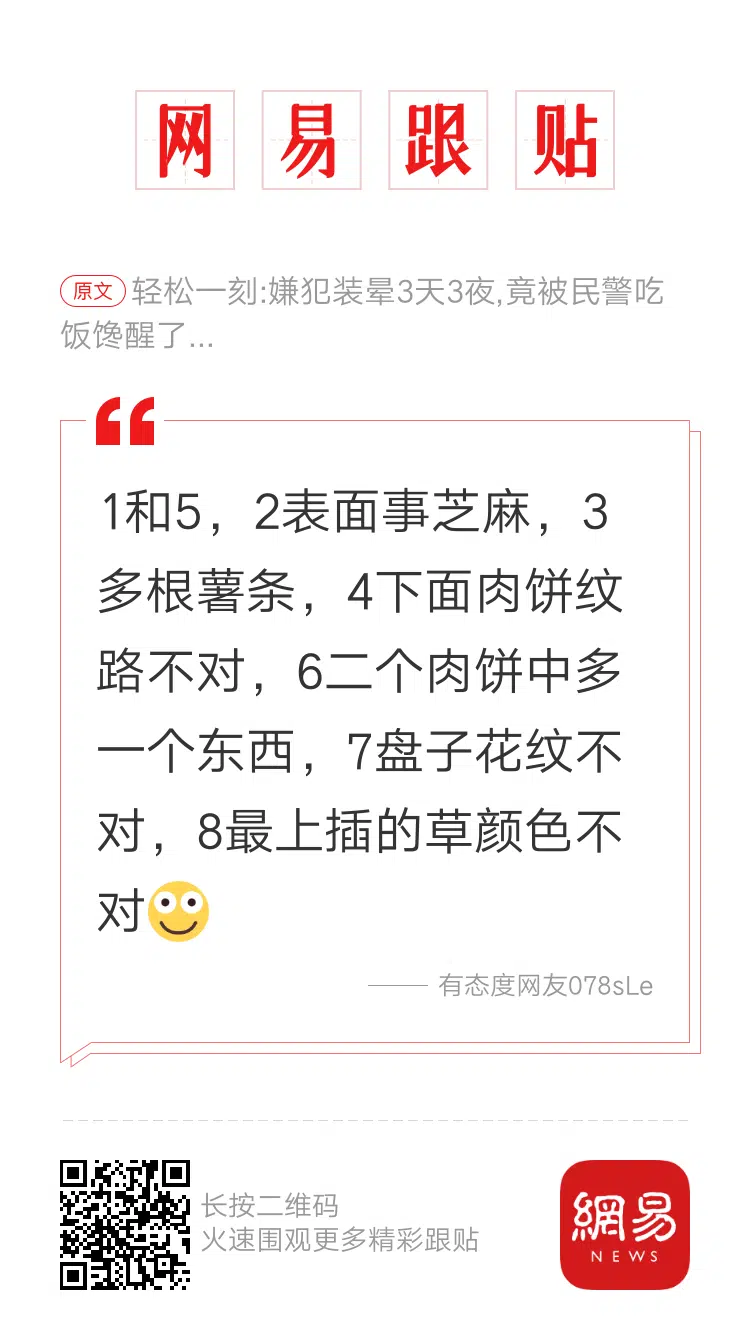 网易跟贴
原文 轻松一刻:嫌犯装晕3天3夜,竟被民警吃
饭馋醒了...
1和5，2表面事芝麻，3
多根薯条，4下面肉饼纹
路不对，6二个肉饼中多
一个东西，7盘子花纹不
对，8最上插的草颜色不
对
—— 有态度网友078sLe
长按二维码
火速围观更多精彩跟贴
網易
NEWS